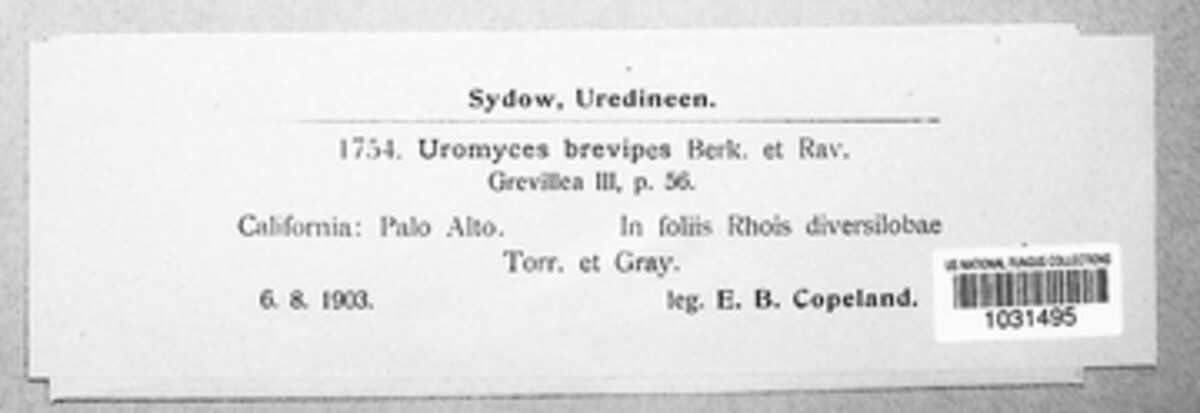 Sydow, Uredineen.
1754. Uromyces brevipes Berk. et Rav.
Grevillea III, p. 56.
California: Palo Alto. In foliis Rhois diversilobae
Torr. et Gray.
6. 8. 1903. leg. E. B. Copeland.
US NATIONAL FUNGUS COLLECTIONS
1031495